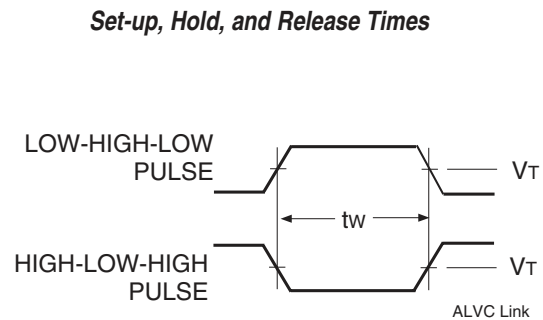 Set-up, Hold, and Release Times
LOW-HIGH-LOW
PULSE
VT
tw
HIGH-LOW-HIGH
PULSE
VT
ALVC Link